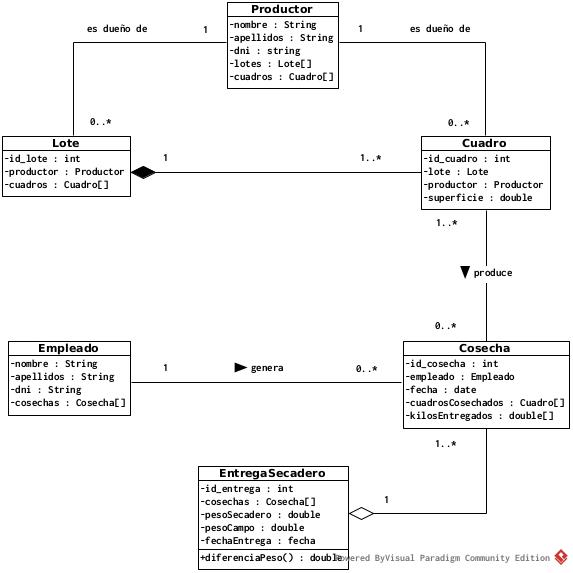 Productor
-nombre : String
-apellidos : String
-dni : string
-lotes : Lote[]
-cuadros : Cuadro[]
es dueño de
1
1
es dueño de
0..*
0..*
Lote
-id_lote : int
-productor : Productor
-cuadros : Cuadro[]
1
1..*
Cuadro
-id_cuadro : int
-lote : Lote
-productor : Productor
-superficie : double
1..*
produce
0..*
Empleado
-nombre : String
-apellidos : String
-dni : String
-cosechas : Cosecha[]
1
genera
0..*
Cosecha
-id_cosecha : int
-empleado : Empleado
-fecha : date
-cuadrosCosechados : Cuadro[]
-kilosEntregados : double[]
1..*
EntregaSecadero
-id_entrega : int
-cosechas : Cosecha[]
-pesoSecadero : double
-pesoCampo : double
-fechaEntrega : fecha
+diferenciaPeso() : double
1
Powered ByVisual Paradigm Community Edition